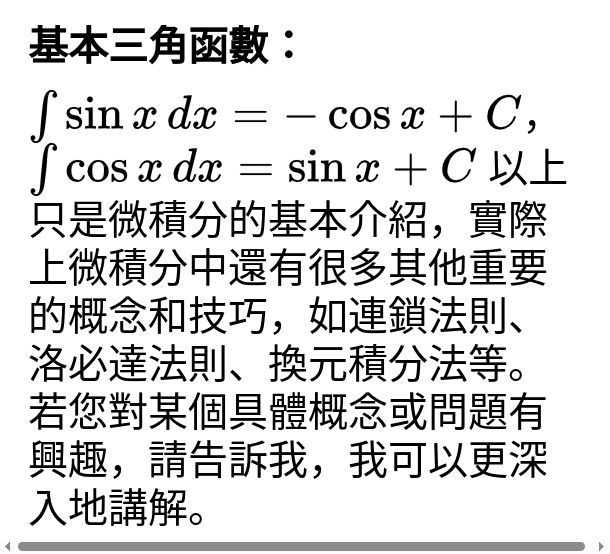 基本三角函數：
∫ sin x dx = − cos x + C，
∫ cos x dx = sin x + C 以上
只是微積分的基本介紹，實際
上微積分中還有很多其他重要
的概念和技巧，如連鎖法則、
洛必達法則、換元積分法等。
若您對某個具體概念或問題有
興趣，請告訴我，我可以更深
入地講解。